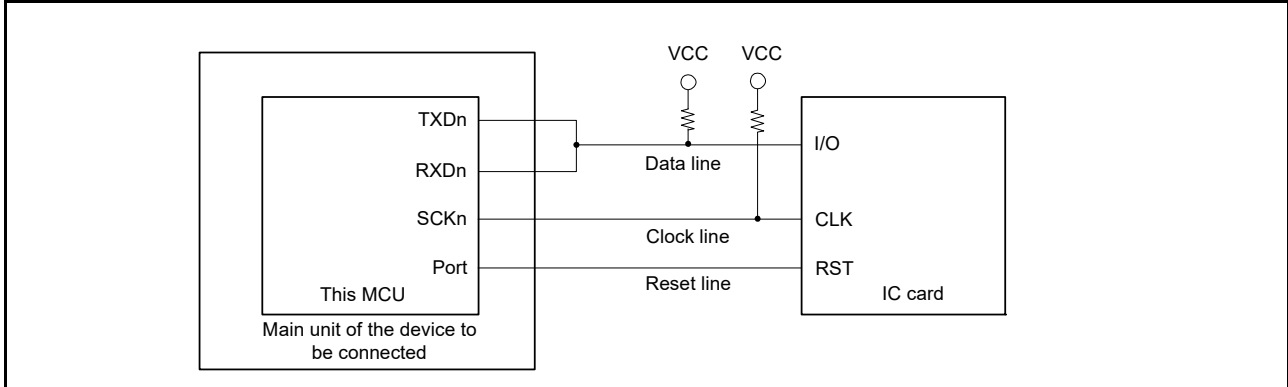 VCC VCC
TXDn
I/O
Data line
RXDn
SCKn
CLK
Clock line
Port
RST
Reset line
This MCU
IC card
Main unit of the device to
be connected